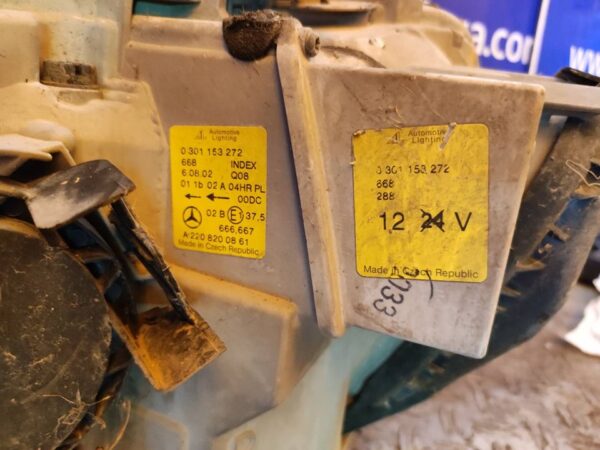 a.com
Automotive
Lighting
0 301 153 272
668 INDEX
6.08.02 Q08
01 1b 02 A 04HR PL
← ← 00DC
02 B E1 37,5
666,667
A 220 820 08 61
Made in Czech Republic
Automotive
Lighting
0 301 153 272
668
288
12 24 V
Made in Czech Republic
033